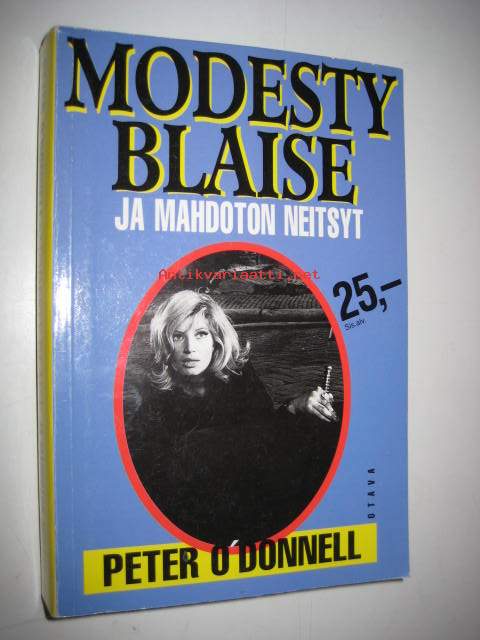 MODESTY
BLAISE
JA MAHDOTON NEITSYT
Antikvariaatti.net
25,-
Sis.alv.
OTAVA
PETER O'DONNELL